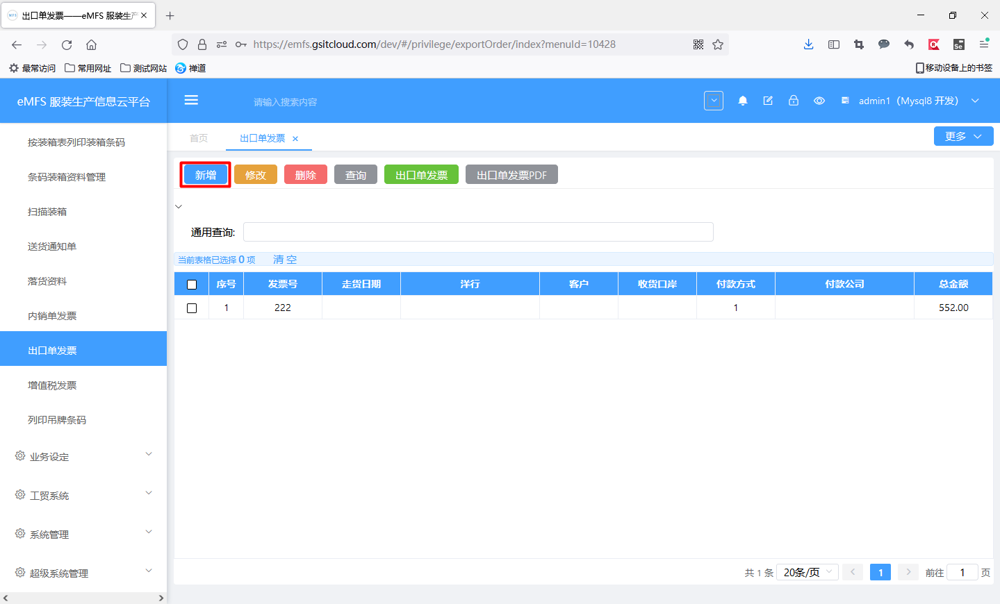 出口单发票——eMFS 服装生产
https://emfs.gsitcloud.com/dev/#/privilege/exportOrder/index?menuId=10428
最常访问 常用网址 测试网站 禅道 移动设备上的书签
eMFS 服装生产信息云平台
请输入搜索内容
admin1（Mysql8 开发）
首页 出口单发票
更多
按装箱表列印装箱条码
条码装箱资料管理
扫描装箱
送货通知单
落货资料
内销单发票
出口单发票
增值税发票
列印吊牌条码
业务设定
工贸系统
系统管理
超级系统管理
新增 修改 删除 查询 出口单发票 出口单发票PDF
通用查询:
当前表格已选择 0 项 清 空
序号 发票号 走货日期 洋行 客户 收货口岸 付款方式 付款公司 总金额
1 222 1 552.00
共 1 条 20条/页 1 前往 1 页